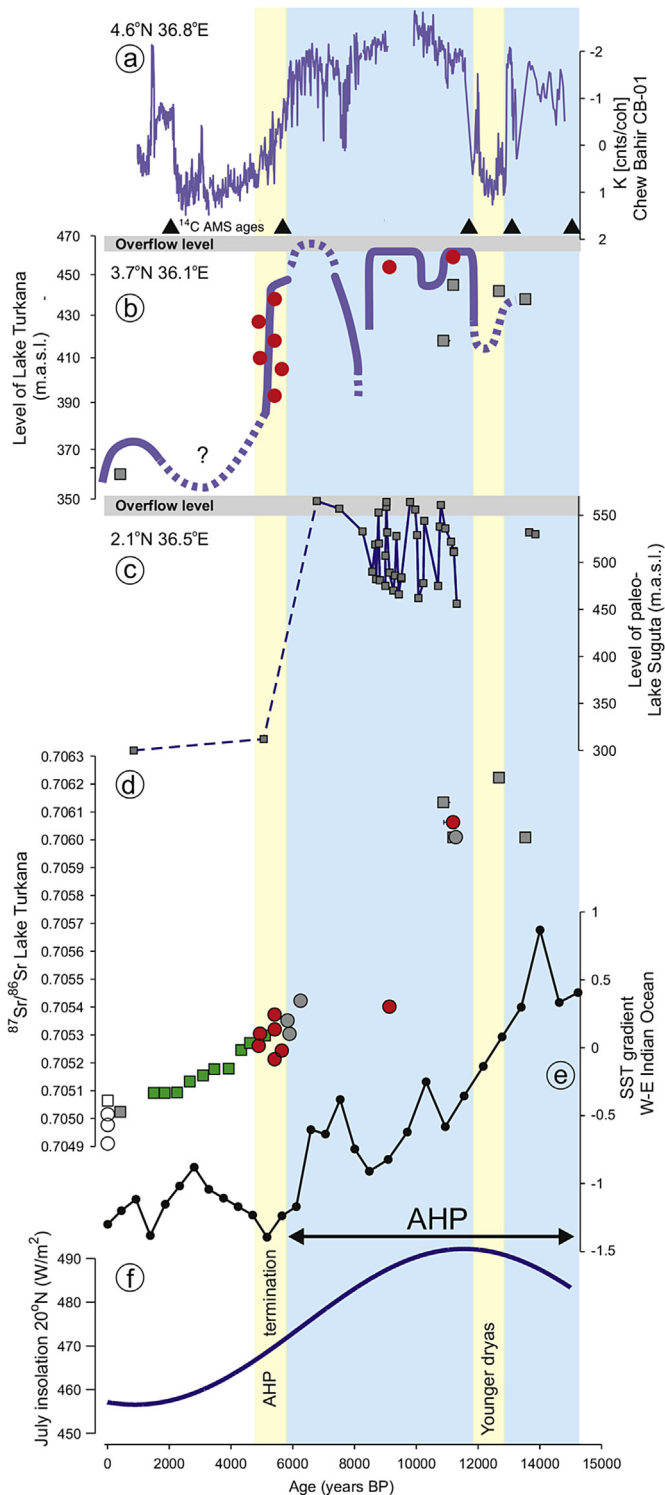 4.6°N 36.8°E
a
-2
-1
0
1
2
K [cnts/coh]
Chew Bahir CB-01
14C AMS ages
470
450
430
410
390
370
350
Level of Lake Turkana
(m.a.s.l.)
-
Overflow level
3.7°N 36.1°E
b
?
Overflow level
2.1°N 36.5°E
c
550
500
450
400
350
300
Level of paleo-
Lake Suguta (m.a.s.l.)
0.7063
0.7062
0.7061
0.7060
0.7059
0.7058
0.7057
0.7056
0.7055
0.7054
0.7053
0.7052
0.7051
0.7050
0.7049
87Sr/86Sr Lake Turkana
d
1
0.5
0
-0.5
-1
-1.5
SST gradient
W-E Indian Ocean
e
AHP
490
480
470
460
450
July insolation 20°N (W/m2)
f
AHP termination
Younger dryas
0 2000 4000 6000 8000 10000 12000 14000 15000
Age (years BP)